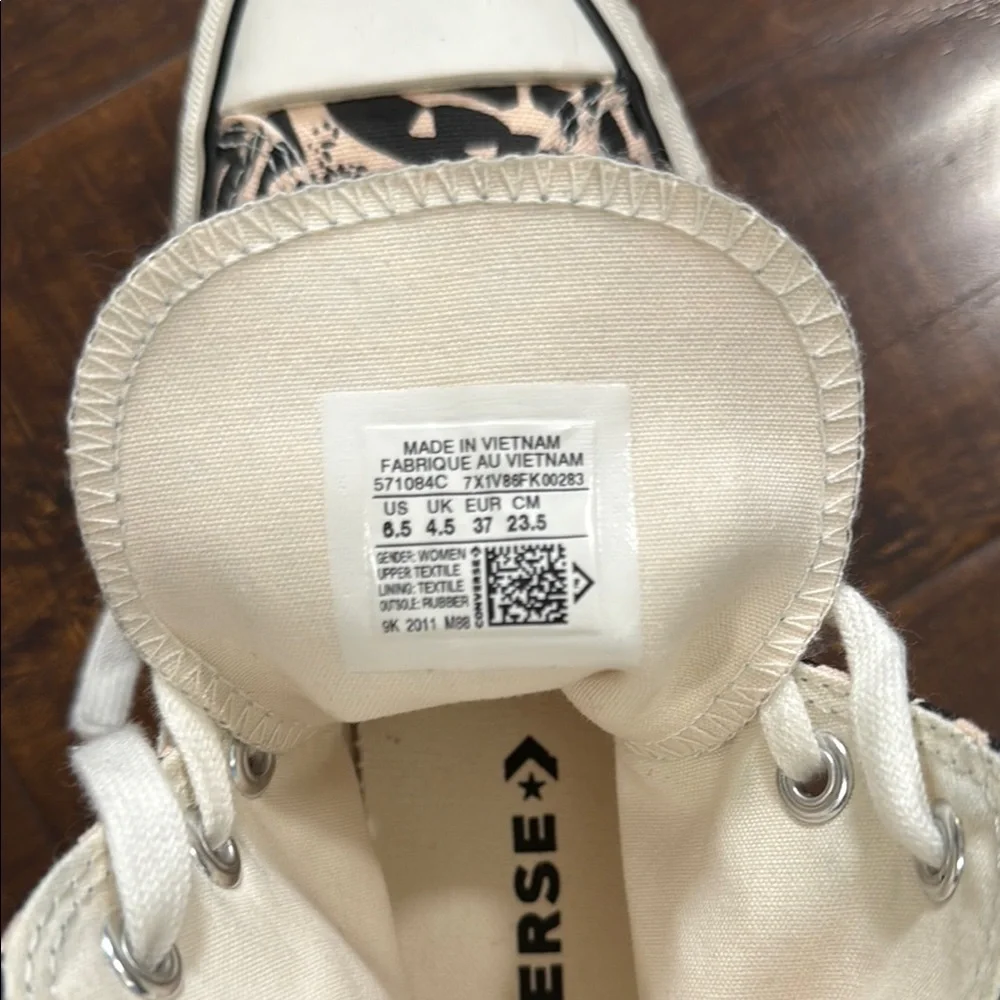 MADE IN VIETNAM
FABRIQUE AU VIETNAM
571084C 7X1V86FK00283
US UK EUR CM
6.5 4.5 37 23.5
GENDER: WOMEN
UPPER: TEXTILE
LINING: TEXTILE
OUTSOLE: RUBBER
CONVERSE
9K 2011 M88
ERSE